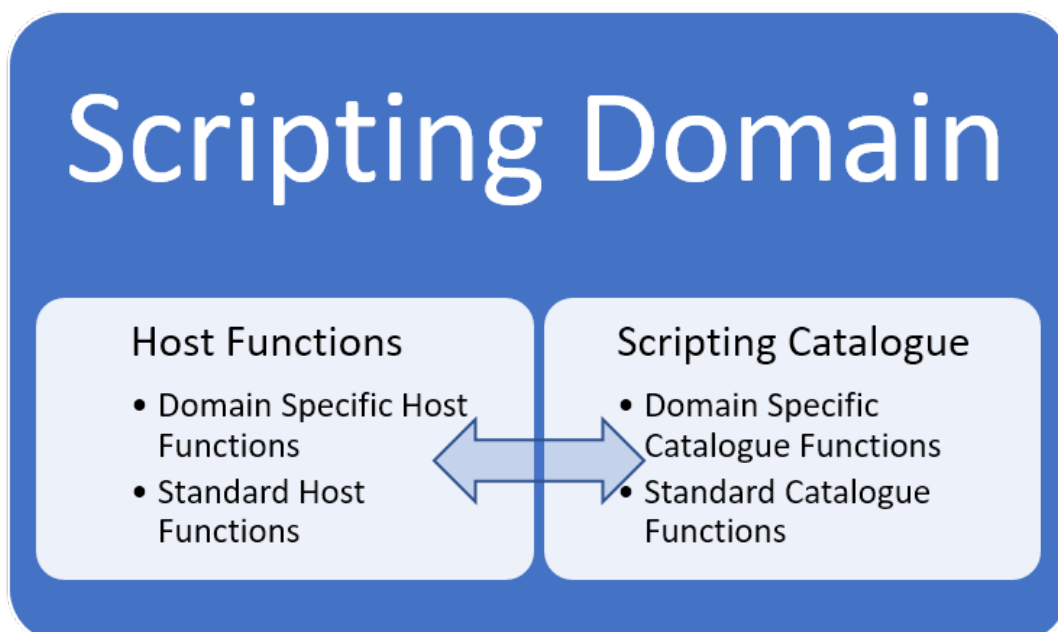 Scripting Domain
Host Functions
• Domain Specific Host
Functions
• Standard Host
Functions
Scripting Catalogue
• Domain Specific
Catalogue Functions
• Standard Catalogue
Functions